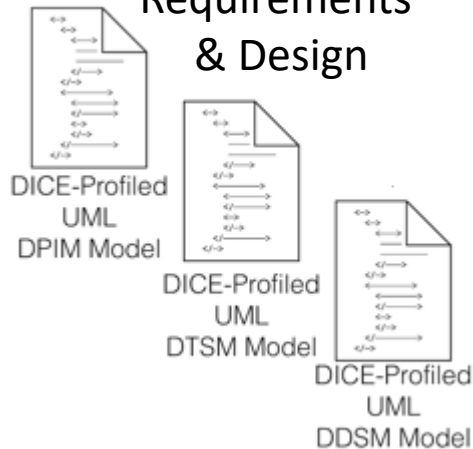 Requirements
& Design
DICE-Profiled
UML
DPIM Model
DICE-Profiled
UML
DTSM Model
DICE-Profiled
UML
DDSM Model